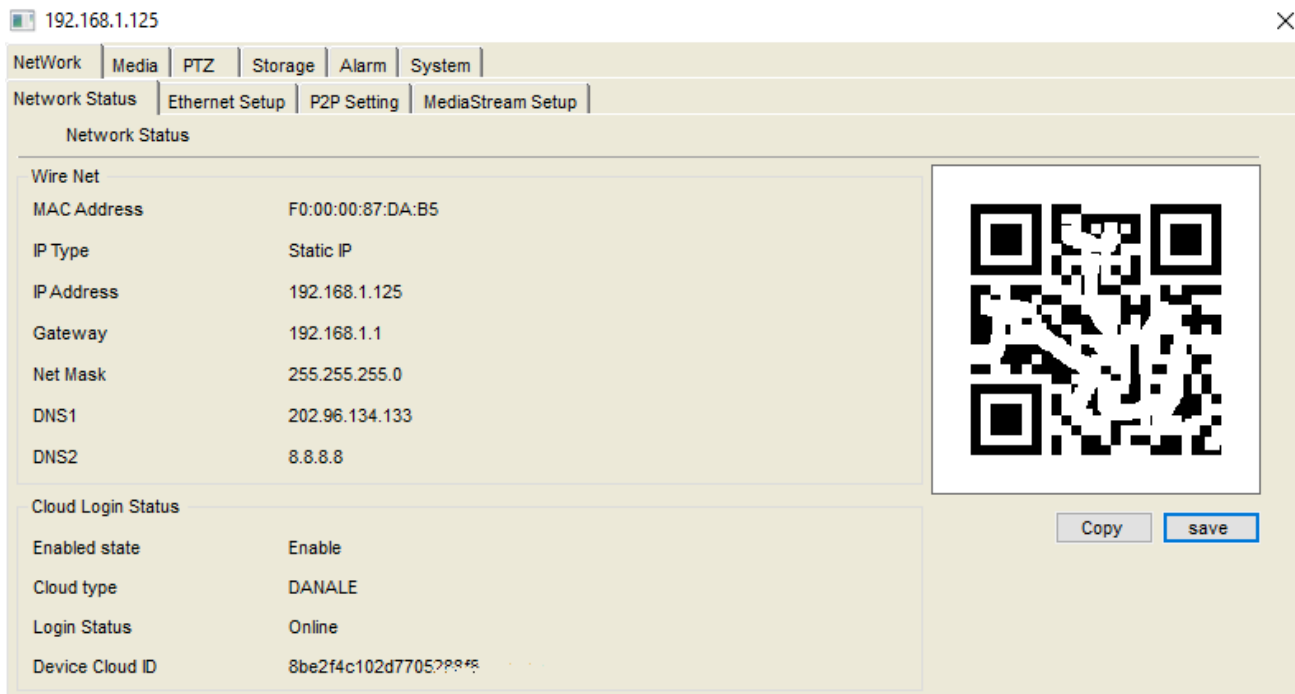 192.168.1.125
NetWork Media PTZ Storage Alarm System
Network Status Ethernet Setup P2P Setting MediaStream Setup
Network Status
Wire Net
MAC Address F0:00:00:87:DA:B5
IP Type Static IP
IP Address 192.168.1.125
Gateway 192.168.1.1
Net Mask 255.255.255.0
DNS1 202.96.134.133
DNS2 8.8.8.8
Copy save
Cloud Login Status
Enabled state Enable
Cloud type DANALE
Login Status Online
Device Cloud ID